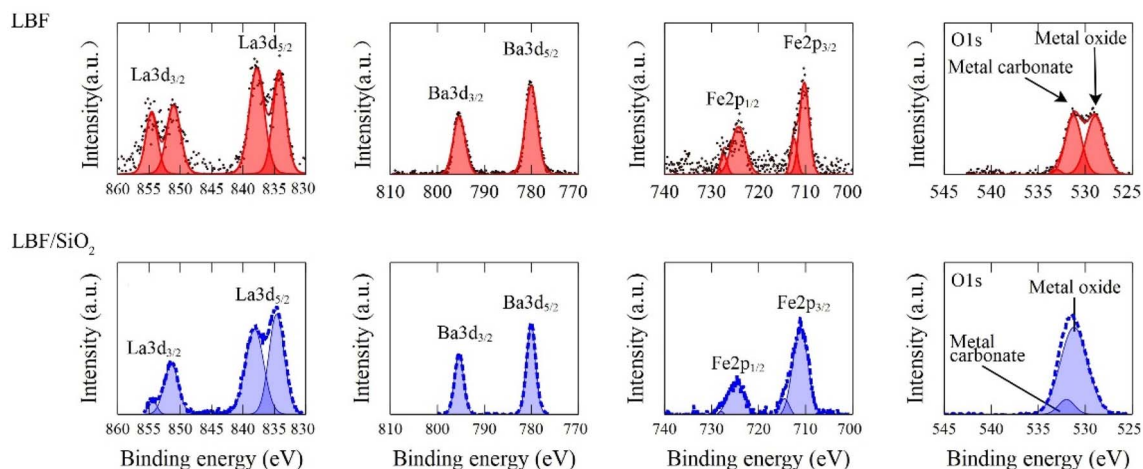 LBF
Intensity(a.u.)
La3d3/2
La3d5/2
860 855 850 840 835 830
Intensity(a.u.)
Ba3d3/2
Ba3d5/2
810 800 790 780 770
Intensity(a.u.)
Fe2p1/2
Fe2p3/2
740 730 720 710 700
Intensity(a.u.)
O1s
Metal oxide
Metal carbonate
545 540 535 530 525
LBF/SiO2
Intensity (a.u.)
La3d3/2
La3d5/2
860 855 850 840 835 830
Binding energy (eV)
Intensity (a.u.)
Ba3d3/2
Ba3d5/2
810 800 790 780 770
Binding energy (eV)
Intensity (a.u.)
Fe2p1/2
Fe2p3/2
740 730 720 710 700
Binding energy (eV)
Intensity (a.u.)
O1s
Metal oxide
Metal
carbonate
545 540 535 530 525
Binding energy (eV)